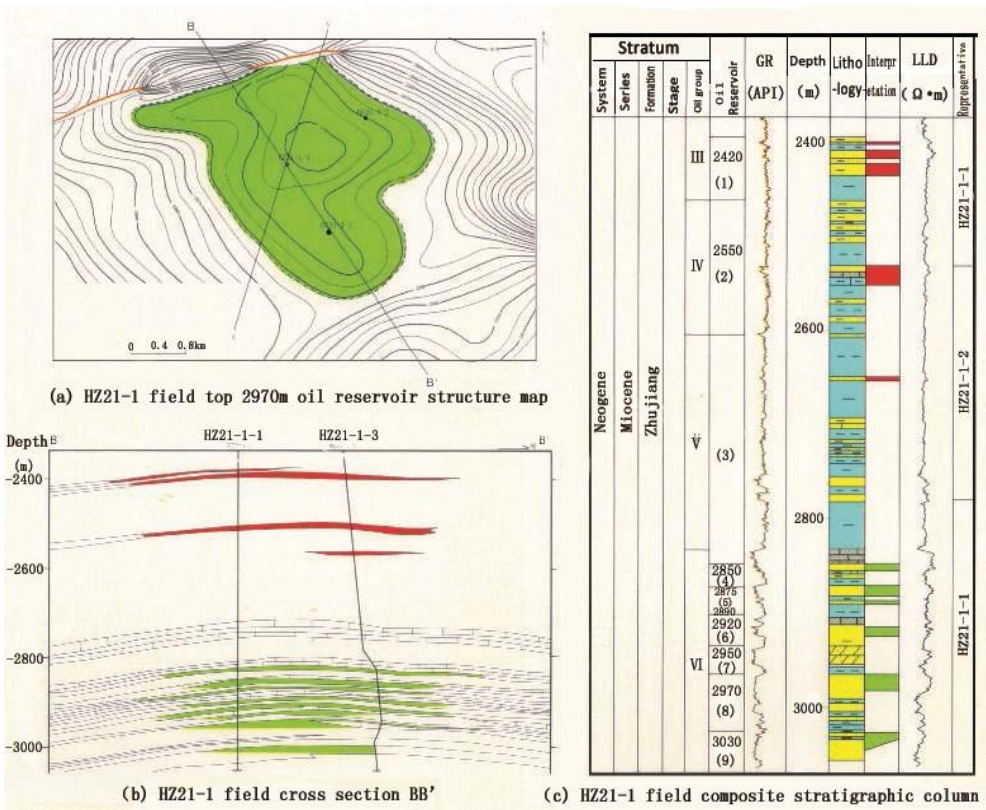 B
0 0.4 0.8km
B'
(a) HZ21-1 field top 2970m oil reservoir structure map
Depth
(m)
B
HZ21-1-1
HZ21-1-3
B'
-2400
-2600
-2800
-3000
(b) HZ21-1 field cross section BB'
Stratum
System
Series
Formation
Stage
Oil group
Oil Reservoir
GR
(API)
Depth
(m)
Litho
-logy
Interpr
etation
LLD
(Ω•m)
Representativa
Neogene
Miocene
Zhujiang
III
IV
V
VI
2420
(1)
2550
(2)
(3)
2850
(4)
2875
(5)
2890
2920
(6)
2950
(7)
2970
(8)
3030
(9)
2400
2600
2800
3000
HZ21-1-1
HZ21-1-2
HZ21-1-1
(c) HZ21-1 field composite stratigraphic column